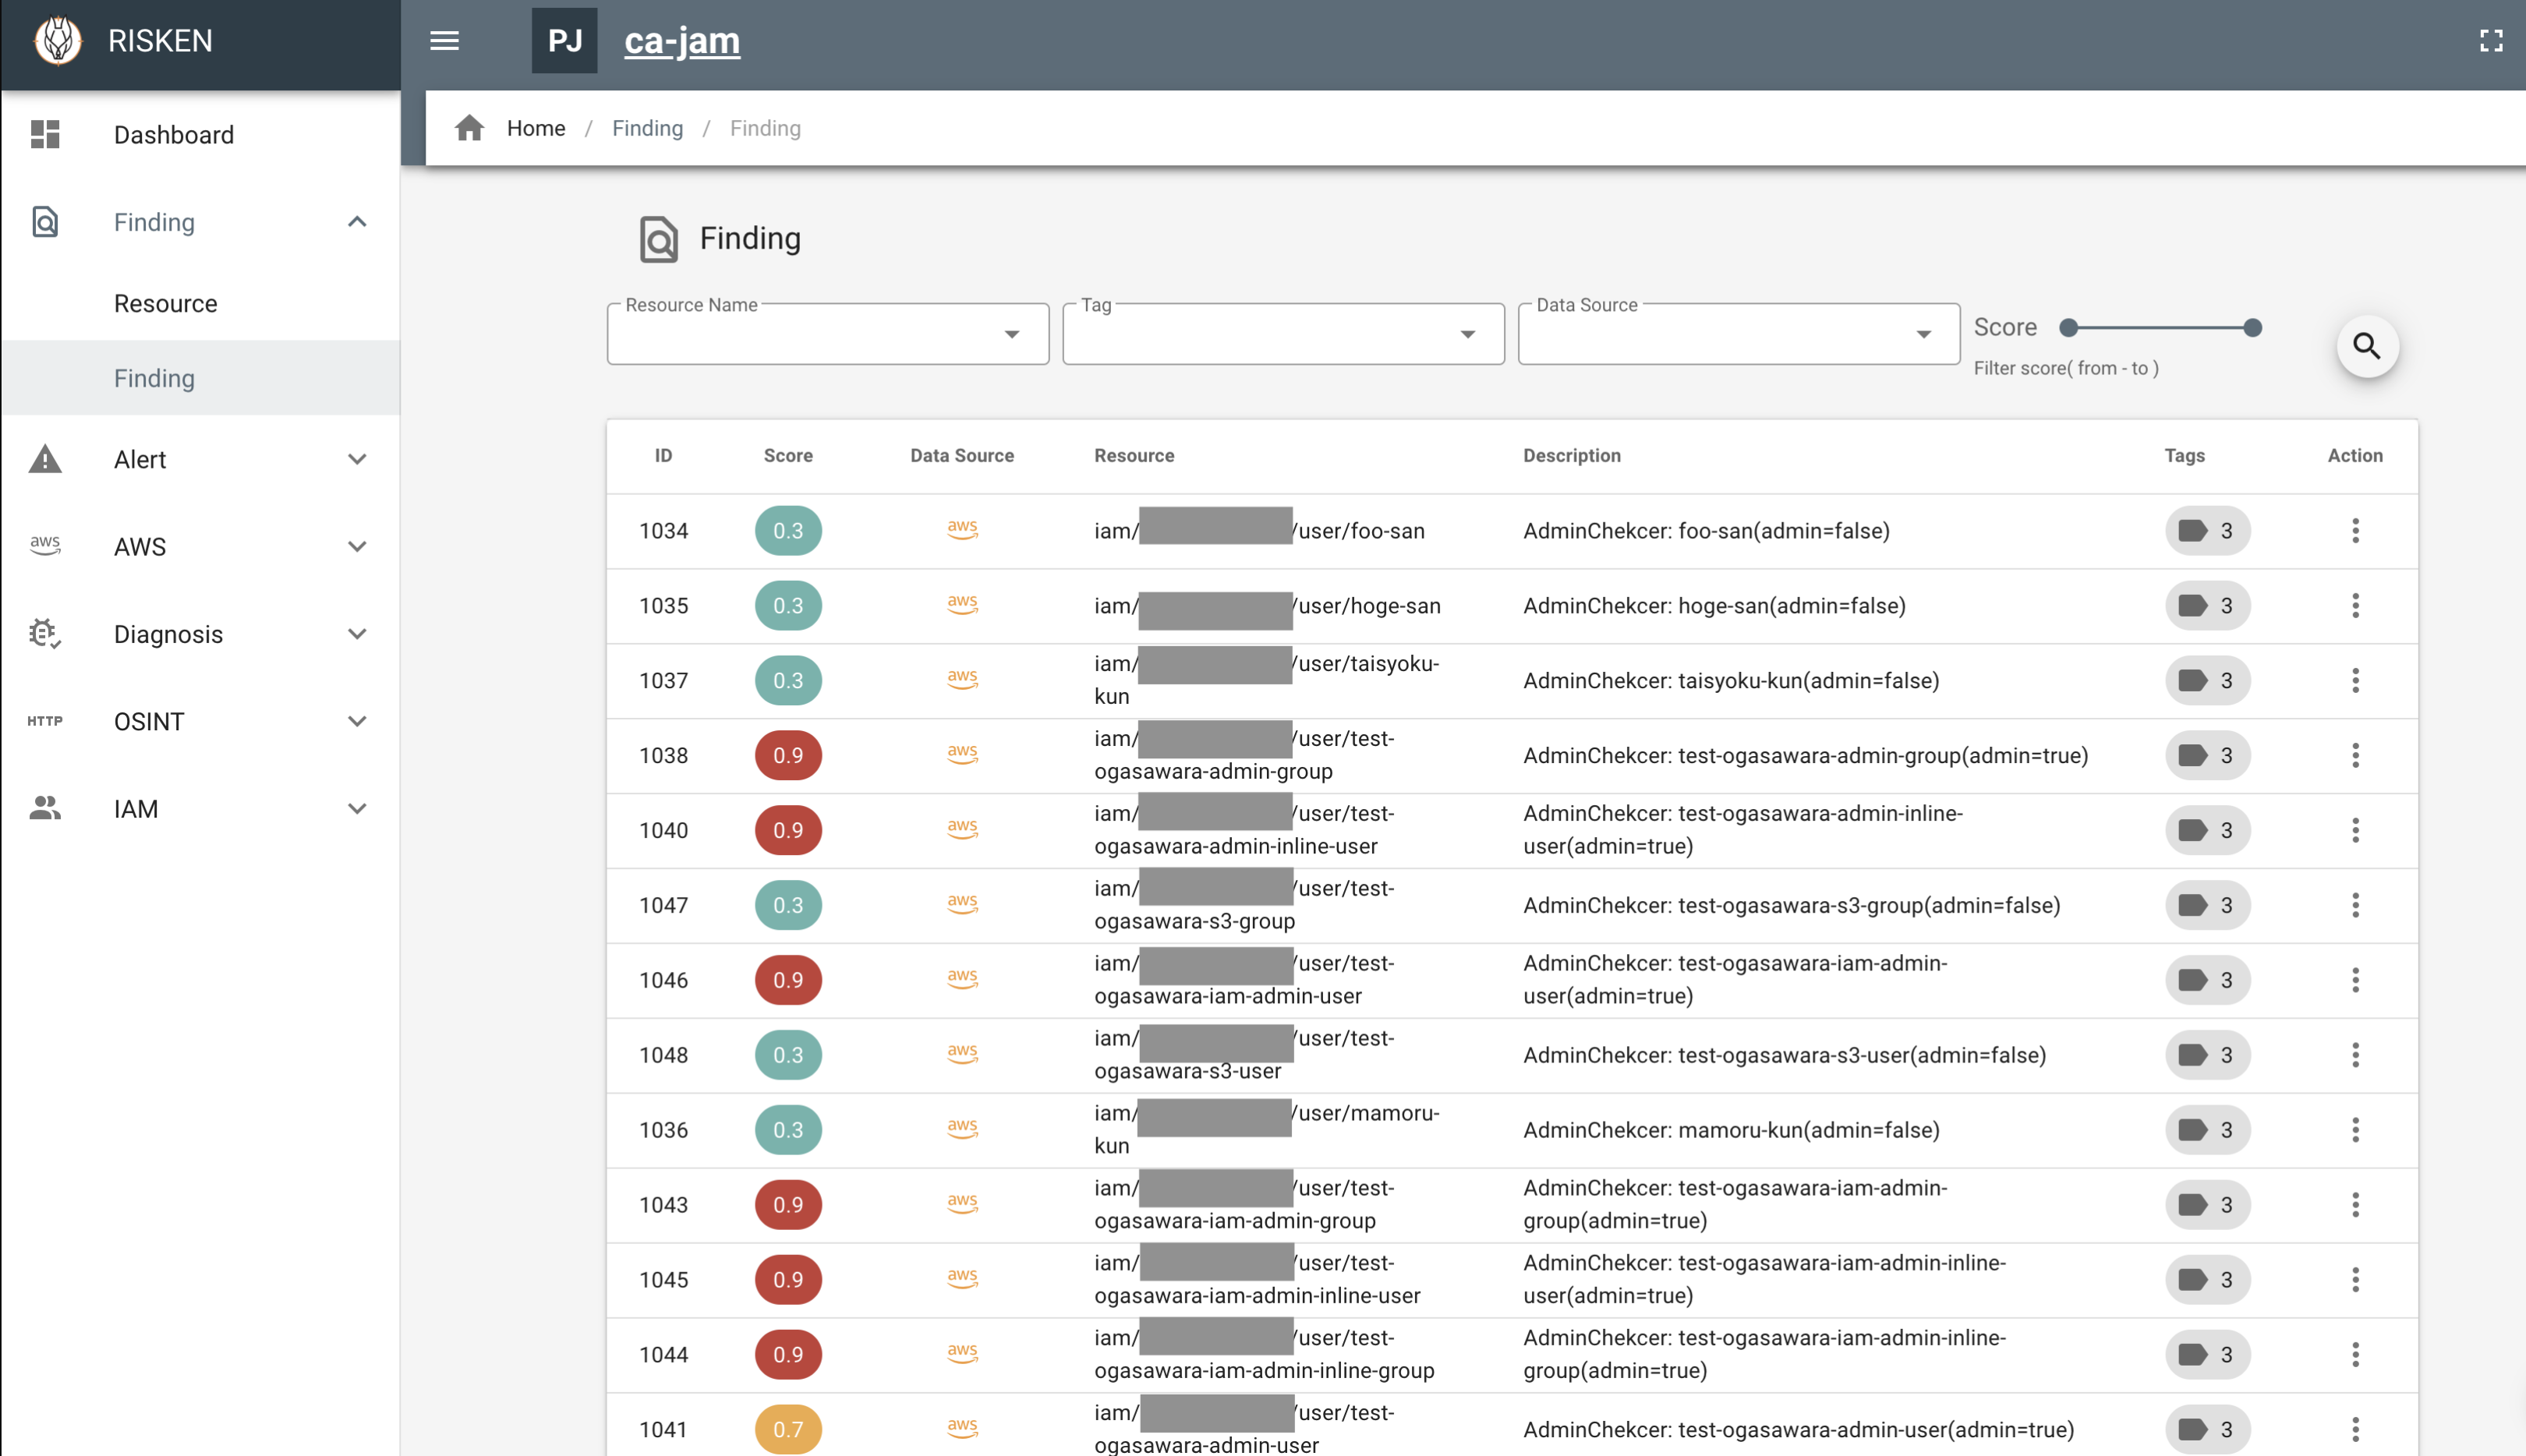 RISKEN
PJ
ca-jam
Home / Finding / Finding
Dashboard
Finding
Resource
Finding
Alert
aws
AWS
Diagnosis
HTTP
OSINT
IAM
Finding
Resource Name
Tag
Data Source
Score
Filter score( from - to )
ID Score Data Source Resource Description Tags Action
1034 0.3 aws iam/ /user/foo-san AdminChekcer: foo-san(admin=false) 3
1035 0.3 aws iam/ /user/hoge-san AdminChekcer: hoge-san(admin=false) 3
1037 0.3 aws iam/ /user/taisyoku-
kun
AdminChekcer: taisyoku-kun(admin=false) 3
1038 0.9 aws iam/ /user/test-
ogasawara-admin-group
AdminChekcer: test-ogasawara-admin-group(admin=true) 3
1040 0.9 aws iam/ /user/test-
ogasawara-admin-inline-user
AdminChekcer: test-ogasawara-admin-inline-
user(admin=true) 3
1047 0.3 aws iam/ /user/test-
ogasawara-s3-group
AdminChekcer: test-ogasawara-s3-group(admin=false) 3
1046 0.9 aws iam/ /user/test-
ogasawara-iam-admin-user
AdminChekcer: test-ogasawara-iam-admin-
user(admin=true) 3
1048 0.3 aws iam/ /user/test-
ogasawara-s3-user
AdminChekcer: test-ogasawara-s3-user(admin=false) 3
1036 0.3 aws iam/ /user/mamoru-
kun
AdminChekcer: mamoru-kun(admin=false) 3
1043 0.9 aws iam/ /user/test-
ogasawara-iam-admin-group
AdminChekcer: test-ogasawara-iam-admin-
group(admin=true) 3
1045 0.9 aws iam/ /user/test-
ogasawara-iam-admin-inline-user
AdminChekcer: test-ogasawara-iam-admin-inline-
user(admin=true) 3
1044 0.9 aws iam/ /user/test-
ogasawara-iam-admin-inline-group
AdminChekcer: test-ogasawara-iam-admin-inline-
group(admin=true) 3
1041 0.7 aws iam/ /user/test-
ogasawara-admin-user
AdminChekcer: test-ogasawara-admin-user(admin=true) 3